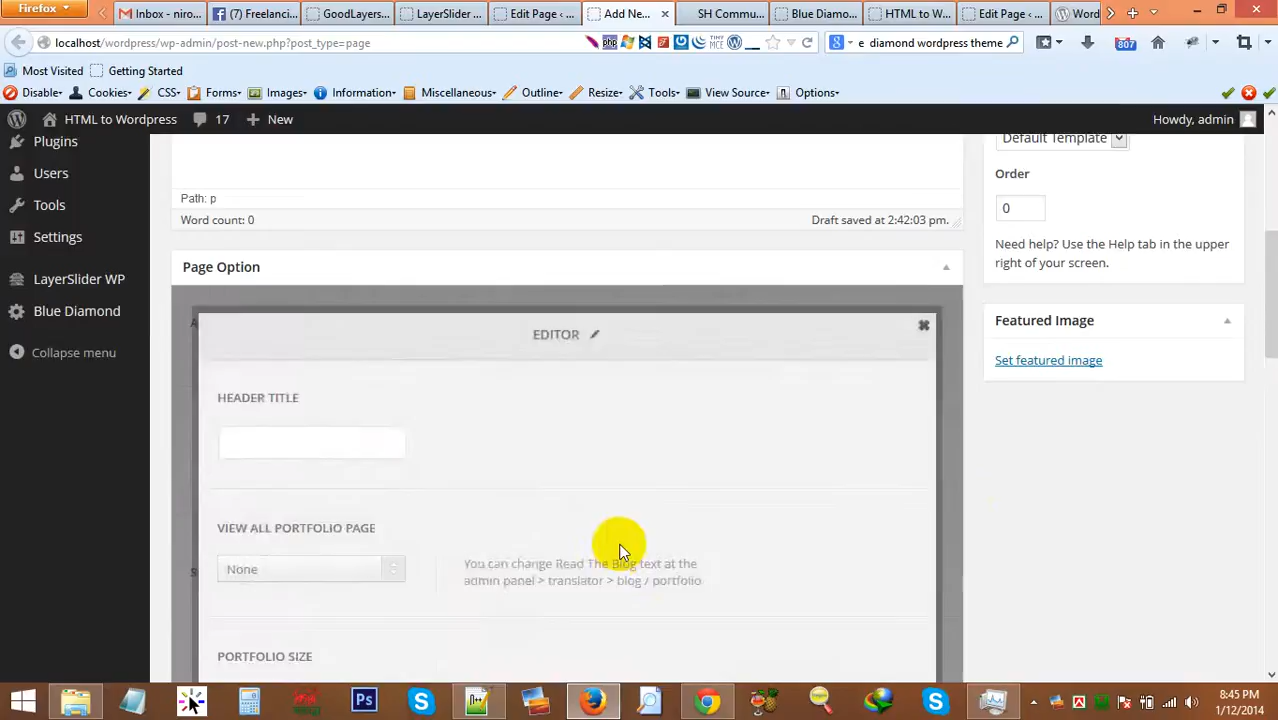 Firefox
Inbox - niro...
(7) Freelanci...
GoodLayers...
LayerSlider ...
Edit Page ‹ ...
Add Ne...
SH Commu...
Blue Diamo...
HTML to W...
Edit Page ‹ ...
Word
localhost/wordpress/wp-admin/post-new.php?post_type=page
e diamond wordpress theme
807
Most Visited
Getting Started
Disable
Cookies
CSS
Forms
Images
Information
Miscellaneous
Outline
Resize
Tools
View Source
Options
HTML to Wordpress
17
New
Howdy, admin
Plugins
Users
Tools
Settings
LayerSlider WP
Blue Diamond
Collapse menu
Path: p
Word count: 0
Draft saved at 2:42:03 pm.
Page Option
EDITOR
HEADER TITLE
VIEW ALL PORTFOLIO PAGE
None
You can change Read The Blog text at the
admin panel > translator > blog / portfolio
PORTFOLIO SIZE
Default Template
Order
0
Need help? Use the Help tab in the upper
right of your screen.
Featured Image
Set featured image
8:45 PM
1/12/2014